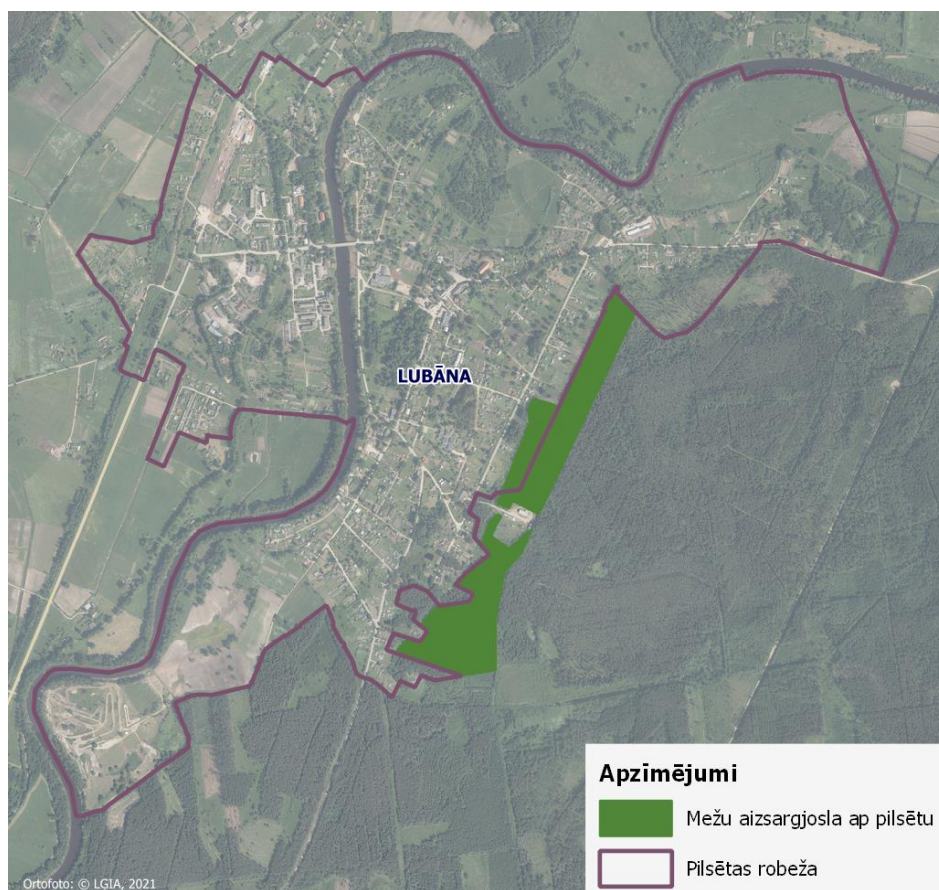 LUBĀNA
Apzīmējumi
Mežu aizsargjosla ap pilsētu
Pilsētas robeža
Ortofoto: © LGIA, 2021